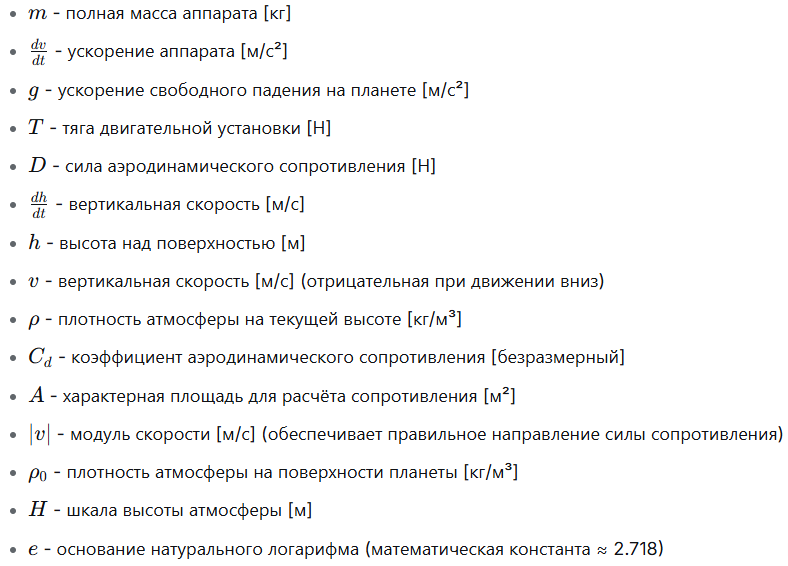 • m - полная масса аппарата [кг]
• dv/dt - ускорение аппарата [м/с²]
• g - ускорение свободного падения на планете [м/с²]
• T - тяга двигательной установки [Н]
• D - сила аэродинамического сопротивления [Н]
• dh/dt - вертикальная скорость [м/с]
• h - высота над поверхностью [м]
• v - вертикальная скорость [м/с] (отрицательная при движении вниз)
• ρ - плотность атмосферы на текущей высоте [кг/м³]
• C_d - коэффициент аэродинамического сопротивления [безразмерный]
• A - характерная площадь для расчёта сопротивления [м²]
• |v| - модуль скорости [м/с] (обеспечивает правильное направление силы сопротивления)
• ρ₀ - плотность атмосферы на поверхности планеты [кг/м³]
• H - шкала высоты атмосферы [м]
• e - основание натурального логарифма (математическая константа ≈ 2.718)